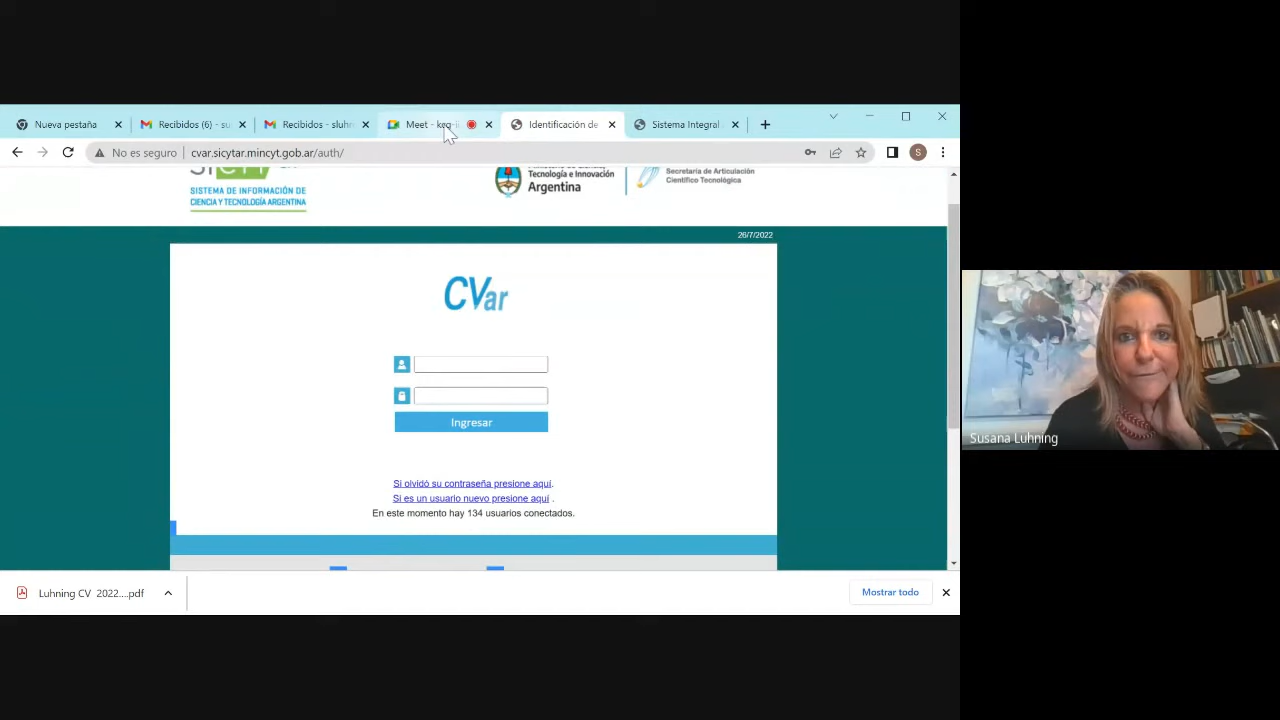 Nueva pestaña
Recibidos (6) - su
Recibidos - sluhn
Meet - krq-ii
Identificación de
Sistema Integral
No es seguro | cvar.sicytar.mincyt.gob.ar/auth/
S
SISTEMA DE INFORMACIÓN DE
CIENCIA Y TECNOLOGÍA ARGENTINA
Tecnología e Innovación
Argentina
Secretaría de Articulación
Científico Tecnológica
26/7/2022
CVar
Ingresar
Si olvidó su contraseña presione aquí.
Si es un usuario nuevo presione aquí .
En este momento hay 134 usuarios conectados.
Luhning CV 2022....pdf
Mostrar todo
Susana Luhning